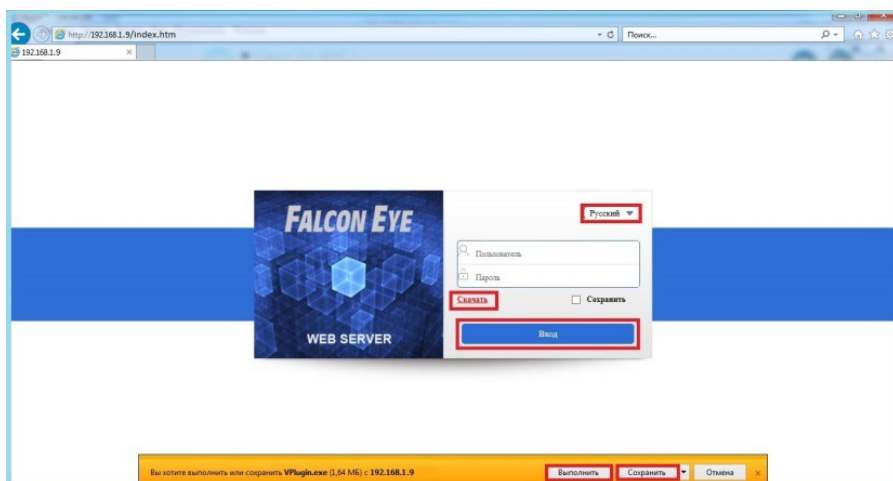 http://192.168.1.9/index.htm
Поиск...
192.168.1.9
FALCON EYE
WEB SERVER
Русский
Пользователь
Пароль
Скачать
Сохранить
Вход
Вы хотите выполнить или сохранить VPlugin.exe (1,64 МБ) с 192.168.1.9
Выполнить
Сохранить
Отмена